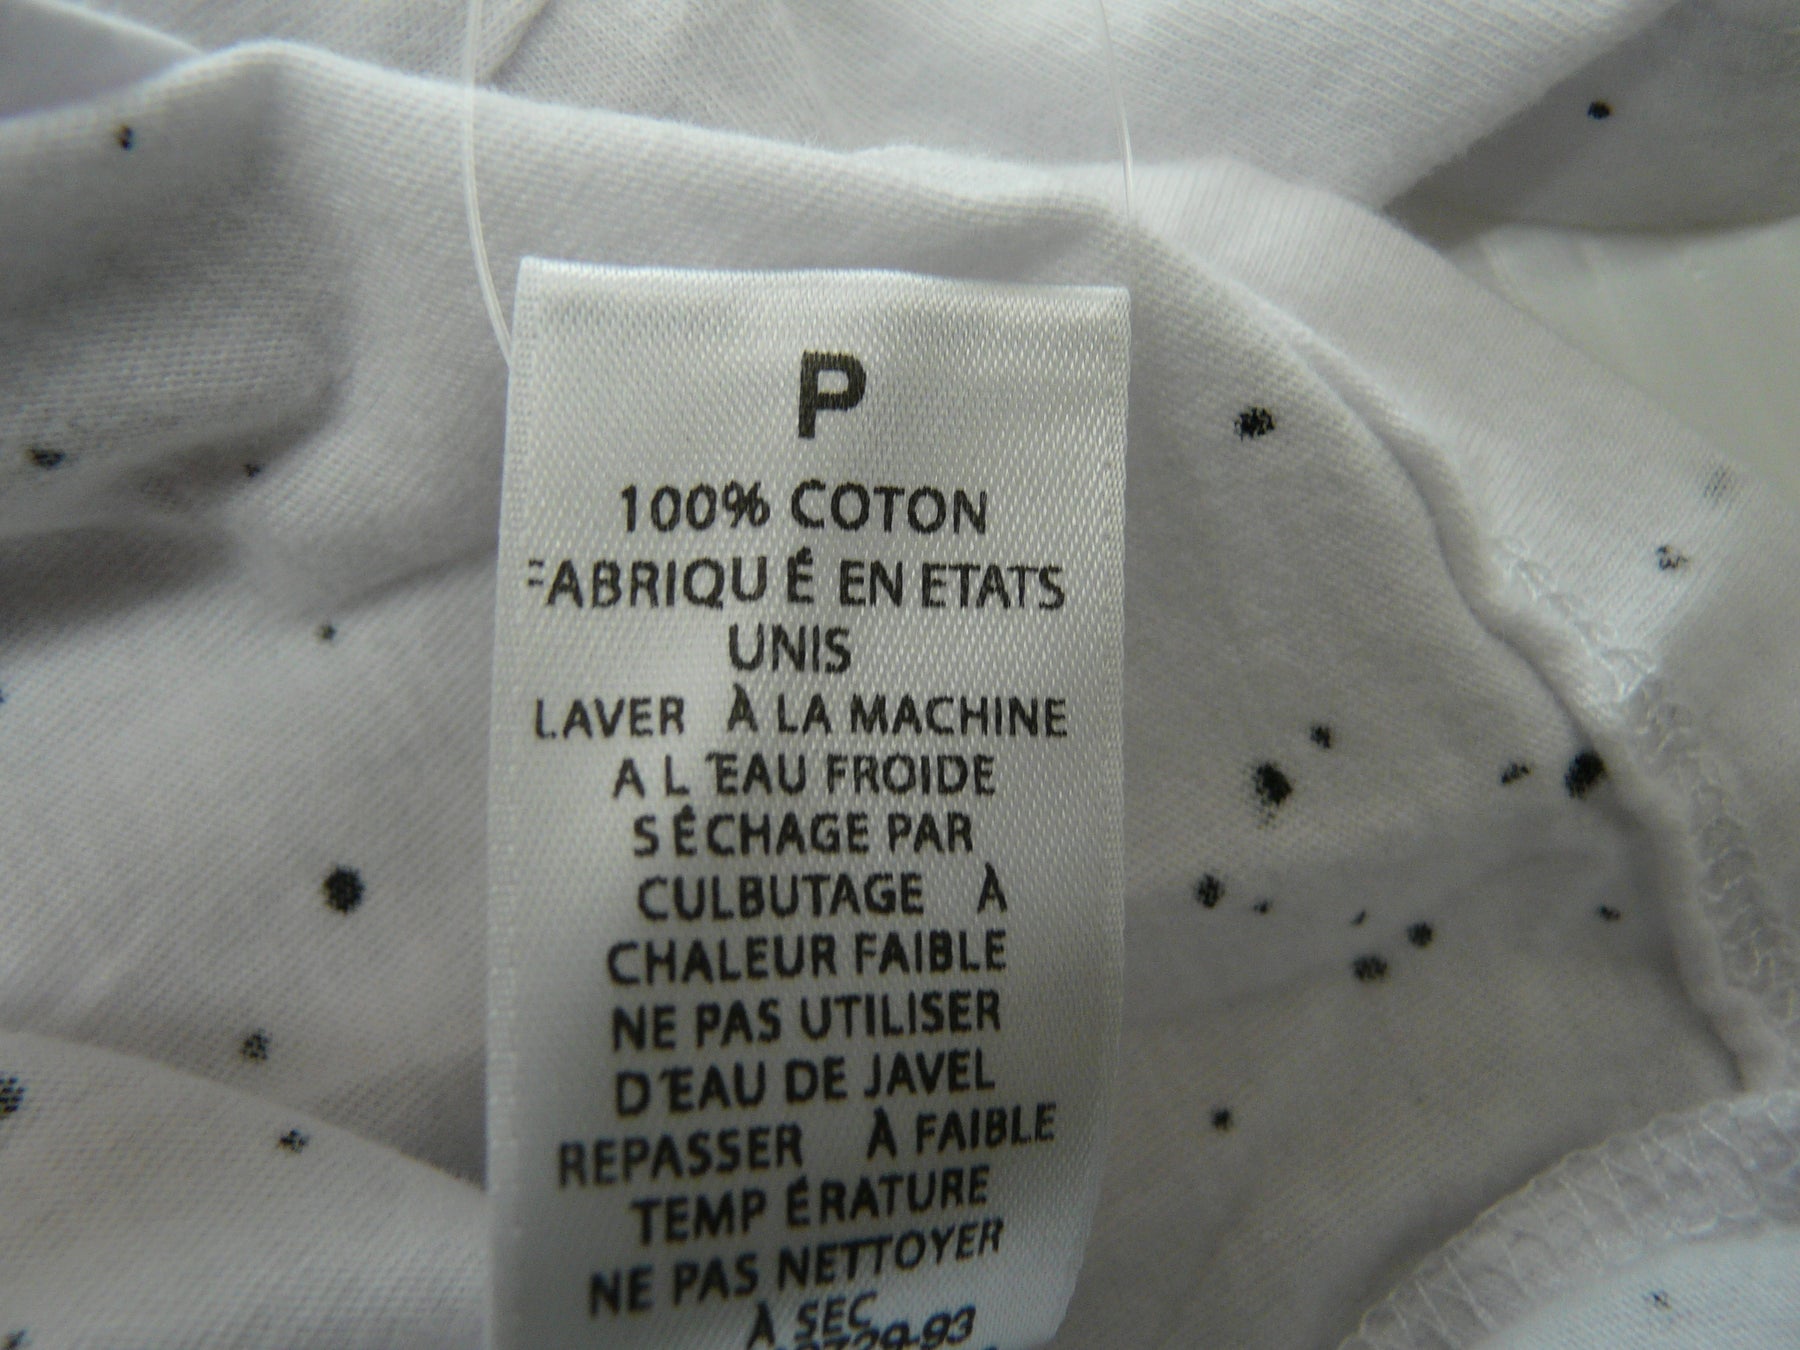 P
100% COTON
FABRIQU É EN ETATS
UNIS
LAVER À LA MACHINE
A L 'EAU FROIDE
S ÉCHAGE PAR
CULBUTAGE À
CHALEUR FAIBLE
NE PAS UTILISER
D'EAU DE JAVEL
REPASSER À FAIBLE
TEMP ÉRATURE
NE PAS NETTOYER
À SEC